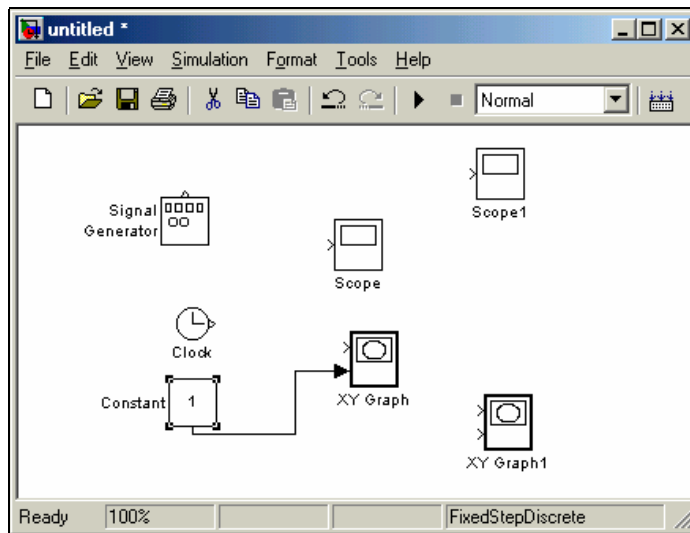 untitled *
File Edit View Simulation Format Tools Help
Normal
Scope1
Signal
Generator
Scope
Clock
Constant
1
XY Graph
XY Graph1
Ready 100% FixedStepDiscrete